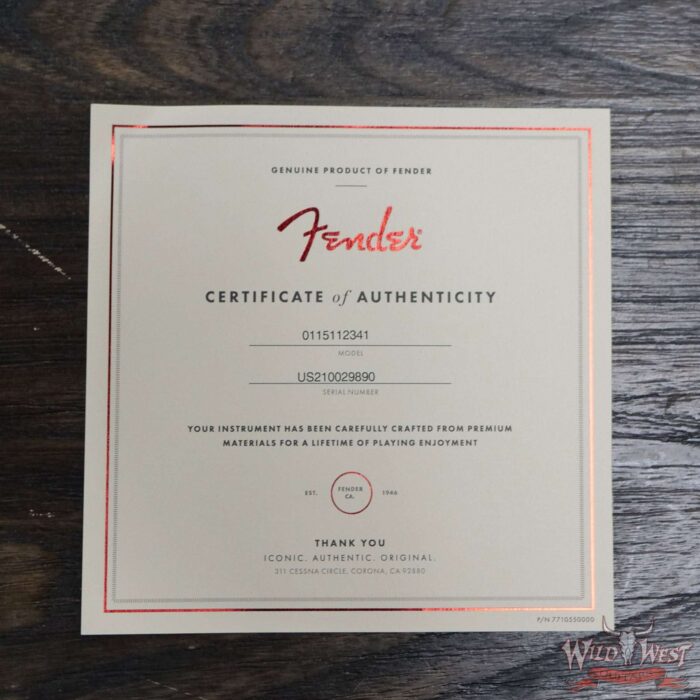 GENUINE PRODUCT OF FENDER
Fender
CERTIFICATE of AUTHENTICITY
0115112341
MODEL
US210029890
SERIAL NUMBER
YOUR INSTRUMENT HAS BEEN CAREFULLY CRAFTED FROM PREMIUM
MATERIALS FOR A LIFETIME OF PLAYING ENJOYMENT
EST. FENDER CA. 1946
THANK YOU
ICONIC. AUTHENTIC. ORIGINAL.
311 CESSNA CIRCLE, CORONA, CA 92880
P/N 7710550000
WILD WEST